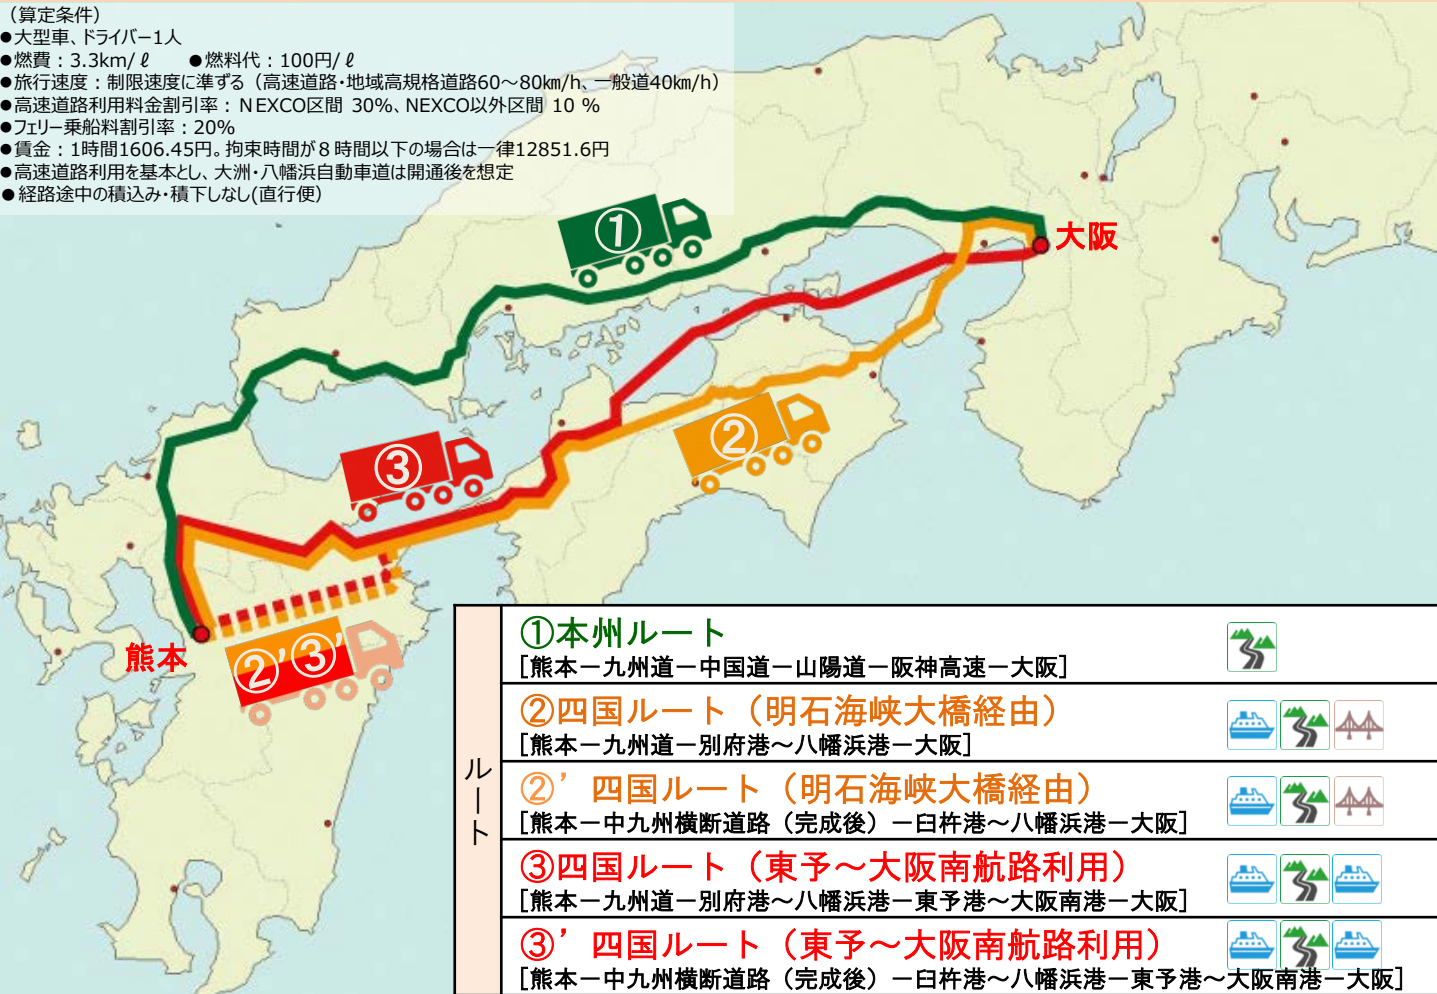 （算定条件）
●大型車、ドライバー1人
●燃費：3.3km/ℓ　●燃料代：100円/ℓ
●旅行速度：制限速度に準ずる（高速道路・地域高規格道路60～80km/h、一般道40km/h）
●高速道路利用料金割引率：ＮEXCO区間 30%、NEXCO以外区間 10 %
●フェリー乗船料割引率：20%
●賃金：1時間1606.45円。拘束時間が８時間以下の場合は一律12851.6円
●高速道路利用を基本とし、大洲・八幡浜自動車道は開通後を想定
●経路途中の積込み・積下しなし(直行便)
①
大阪
②
③
熊本
②’③’
ルート
①本州ルート
［熊本－九州道－中国道－山陽道－阪神高速－大阪］
②四国ルート（明石海峡大橋経由）
［熊本－九州道－別府港～八幡浜港－大阪］
②’四国ルート（明石海峡大橋経由）
［熊本－中九州横断道路（完成後）－臼杵港～八幡浜港－大阪］
③四国ルート（東予～大阪南航路利用）
［熊本－九州道－別府港～八幡浜港－東予港～大阪南港－大阪］
③’四国ルート（東予～大阪南航路利用）
［熊本－中九州横断道路（完成後）－臼杵港～八幡浜港－東予港～大阪南港－大阪］